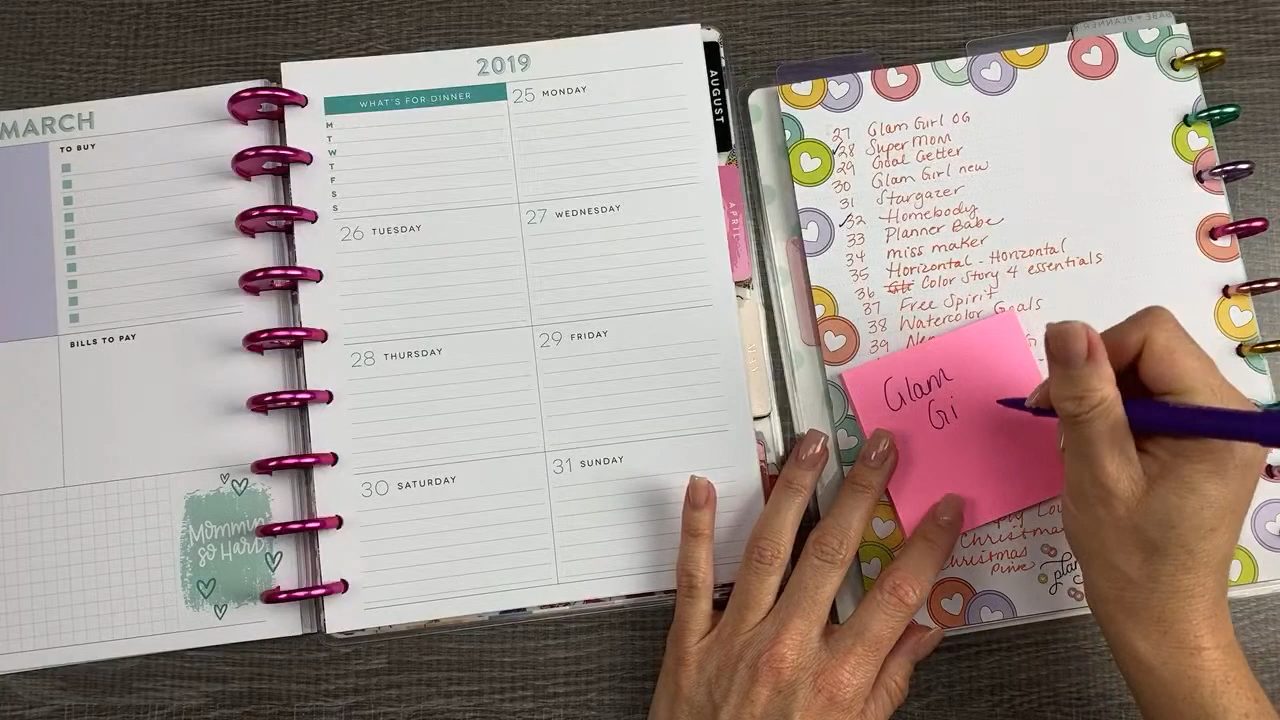 MARCH
TO BUY
BILLS TO PAY
Mommin'
so Hard
2019
WHAT'S FOR DINNER
M
T
W
T
F
S
S
25 MONDAY
26 TUESDAY
27 WEDNESDAY
28 THURSDAY
29 FRIDAY
30 SATURDAY
31 SUNDAY
AUGUST
APRIL
27 Glam Girl OG
28 Super Mom
29 Goal Getter
30 Glam Girl new
31 Stargazer
32 Homebody
33 Planner Babe
34 miss maker
35 Horizontal - Horizontal
36 Color Story 4 essentials
37 Free Spirit
38 Watercolor Goals
39
Glam
Gi
Christmas
Christmas